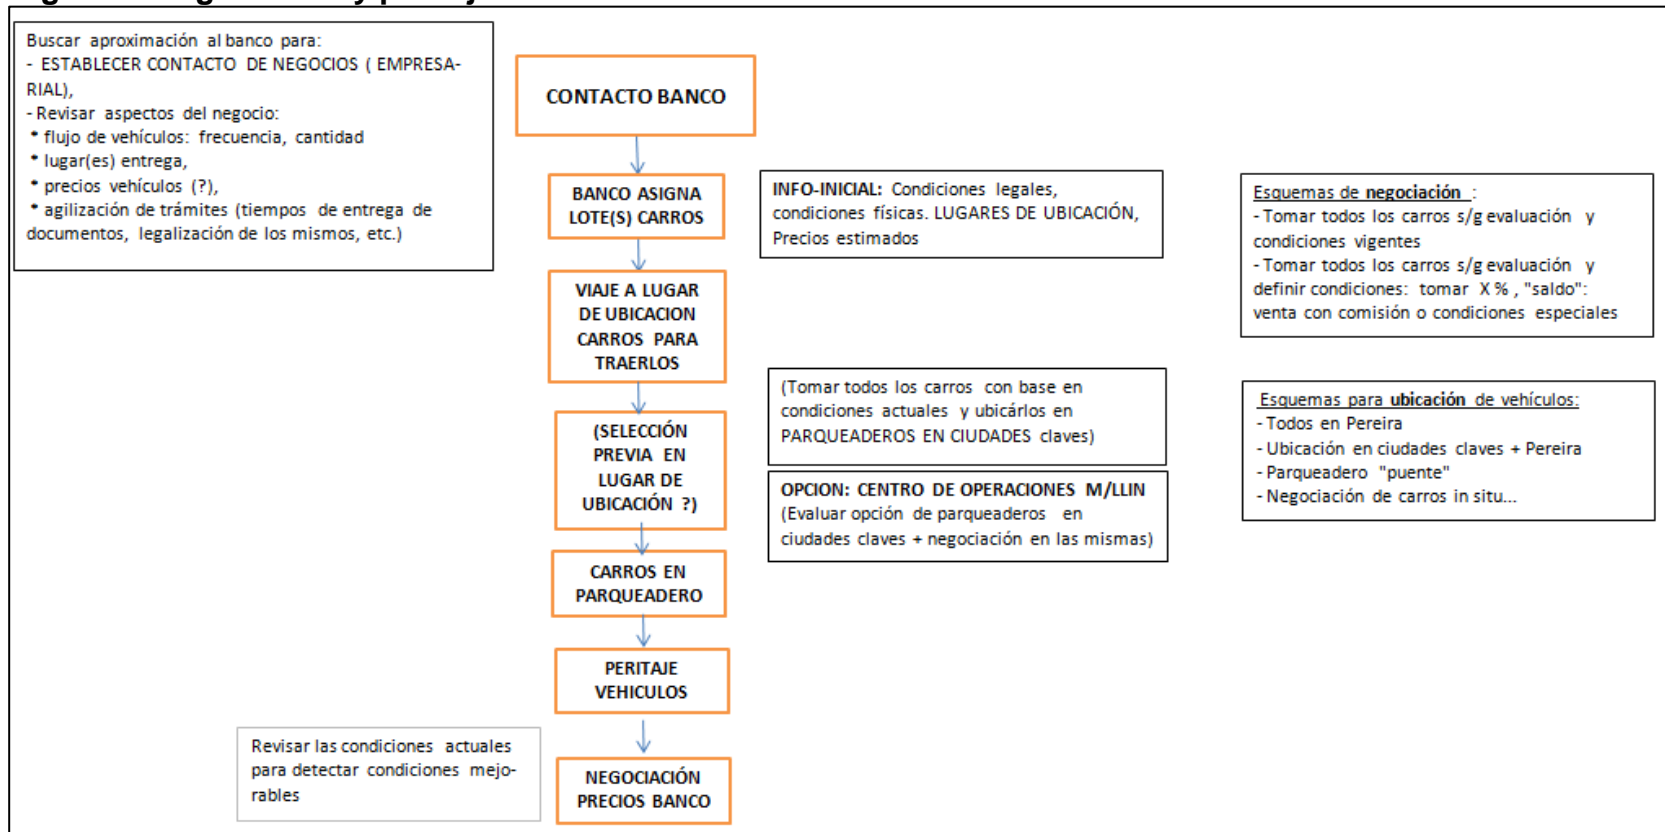 Buscar aproximación al banco para:
- ESTABLECER CONTACTO DE NEGOCIOS ( EMPRESA-
RIAL),
- Revisar aspectos del negocio:
* flujo de vehículos: frecuencia, cantidad
* lugar(es) entrega,
* precios vehículos (?),
* agilización de trámites (tiempos de entrega de
documentos, legalización de los mismos, etc.)
CONTACTO BANCO
BANCO ASIGNA
LOTE(S) CARROS
INFO-INICIAL: Condiciones legales,
condiciones físicas. LUGARES DE UBICACIÓN,
Precios estimados
Esquemas de negociación :
- Tomar todos los carros s/g evaluación y
condiciones vigentes
- Tomar todos los carros s/g evaluación y
definir condiciones: tomar X % , "saldo":
venta con comisión o condiciones especiales
VIAJE A LUGAR
DE UBICACION
CARROS PARA
TRAERLOS
(Tomar todos los carros con base en
condiciones actuales y ubicárlos en
PARQUEADEROS EN CIUDADES claves)
Esquemas para ubicación de vehículos:
- Todos en Pereira
- Ubicación en ciudades claves + Pereira
- Parqueadero "puente"
- Negociación de carros in situ...
(SELECCIÓN
PREVIA EN
LUGAR DE
UBICACIÓN ?)
OPCION: CENTRO DE OPERACIONES M/LLIN
(Evaluar opción de parqueaderos en
ciudades claves + negociación en las mismas)
CARROS EN
PARQUEADERO
PERITAJE
VEHICULOS
Revisar las condiciones actuales
para detectar condiciones mejo-
rables
NEGOCIACIÓN
PRECIOS BANCO